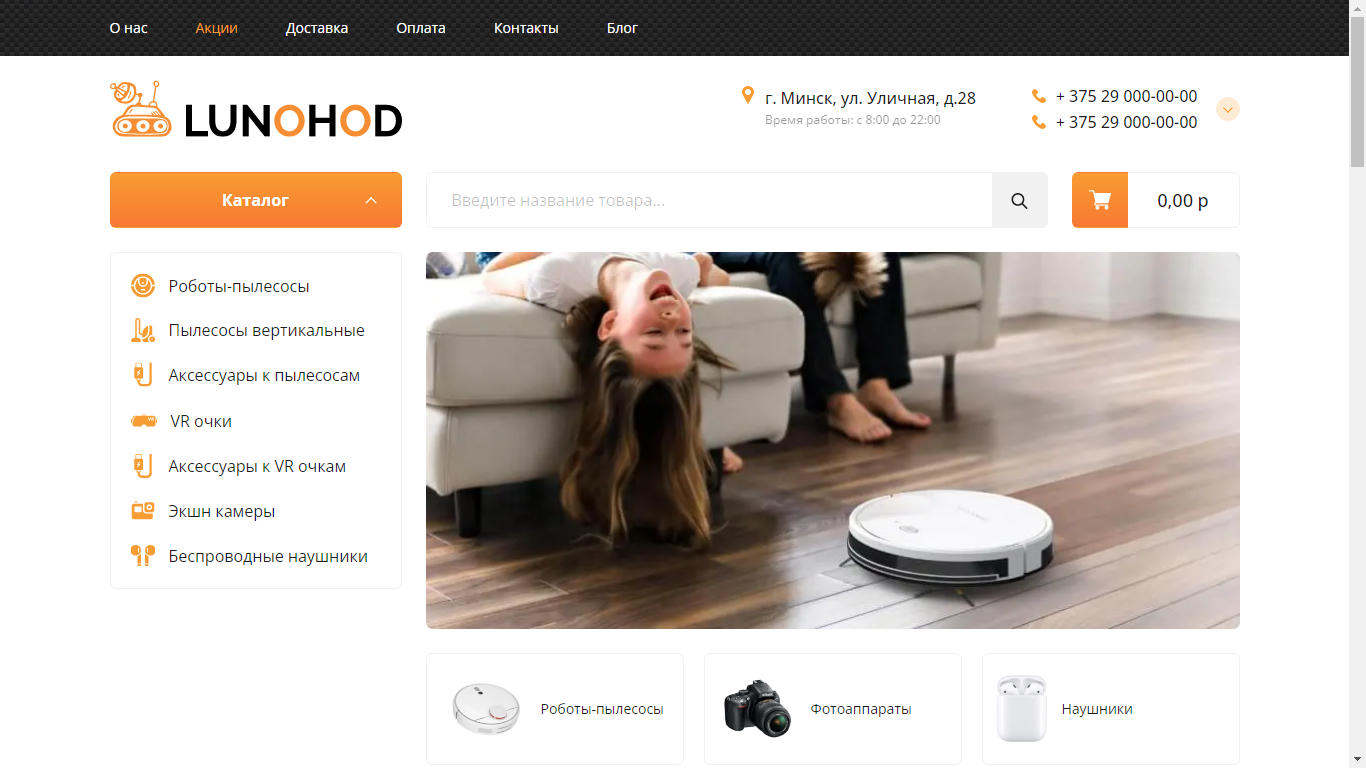 О нас
Акции
Доставка
Оплата
Контакты
Блог
LUNOHOD
г. Минск, ул. Уличная, д.28
Время работы: с 8:00 до 22:00
+ 375 29 000-00-00
+ 375 29 000-00-00
Каталог
Введите название товара...
0,00 р
Роботы-пылесосы
Пылесосы вертикальные
Аксессуары к пылесосам
VR очки
Аксессуары к VR очкам
Экшн камеры
Беспроводные наушники
Роботы-пылесосы
Фотоаппараты
Наушники